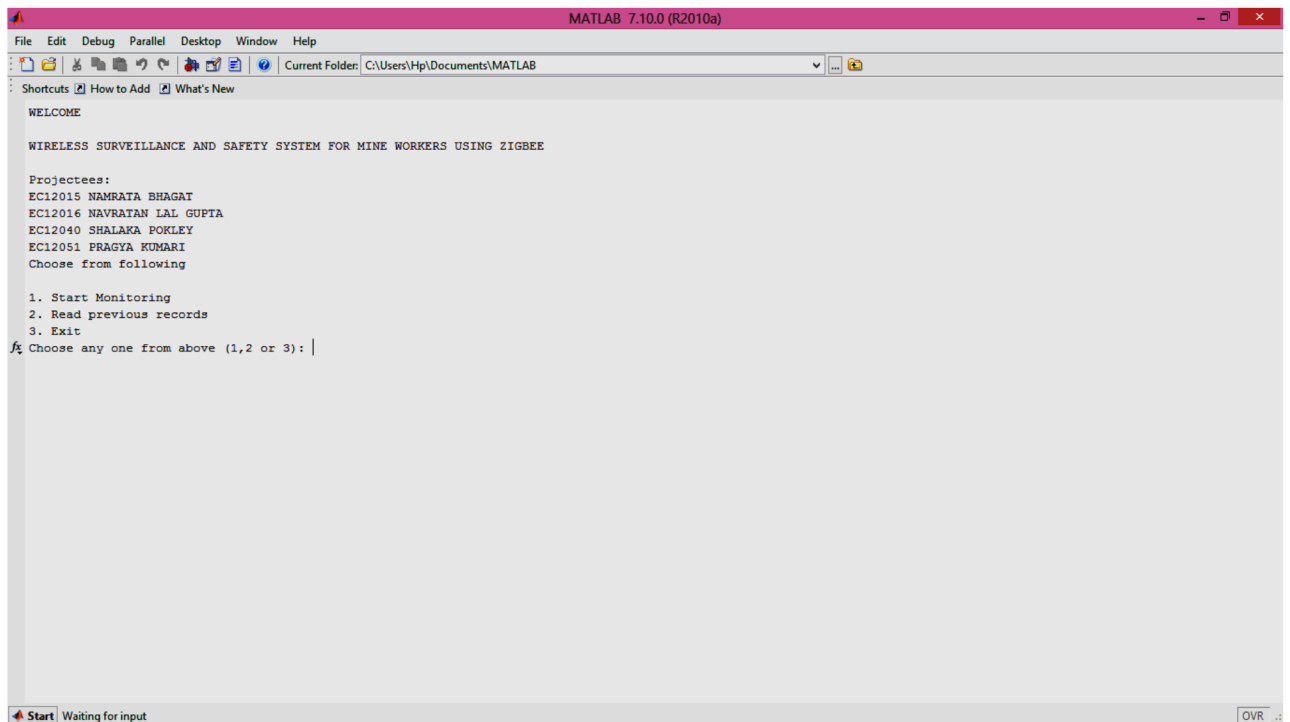 MATLAB 7.10.0 (R2010a)
File Edit Debug Parallel Desktop Window Help
Current Folder: C:\Users\Hp\Documents\MATLAB
Shortcuts How to Add What's New
WELCOME
WIRELESS SURVEILLANCE AND SAFETY SYSTEM FOR MINE WORKERS USING ZIGBEE
Projectees:
EC12015 NAMRATA BHAGAT
EC12016 NAVRATAN LAL GUPTA
EC12040 SHALAKA POKLEY
EC12051 PRAGYA KUMARI
Choose from following
1. Start Monitoring
2. Read previous records
3. Exit
fx Choose any one from above (1,2 or 3):
Start Waiting for input OVR